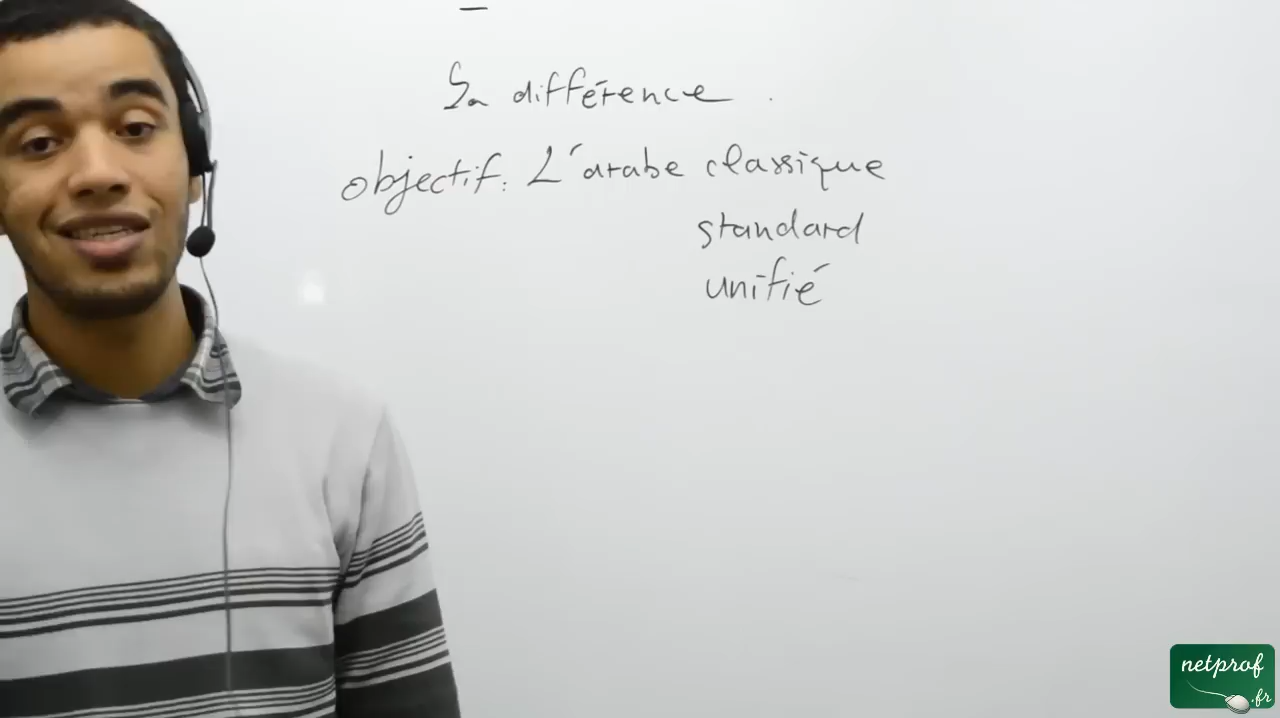 La différence.
objectif: L'arabe classique
standard
unifié
netprof
.fr